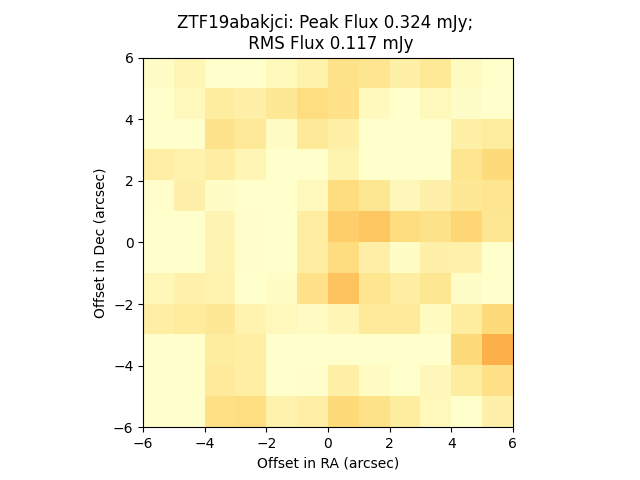 ZTF19abakjci: Peak Flux 0.324 mJy;
RMS Flux 0.117 mJy
6
4
2
0
−2
−4
−6
Offset in Dec (arcsec)
−6 −4 −2 0 2 4 6
Offset in RA (arcsec)